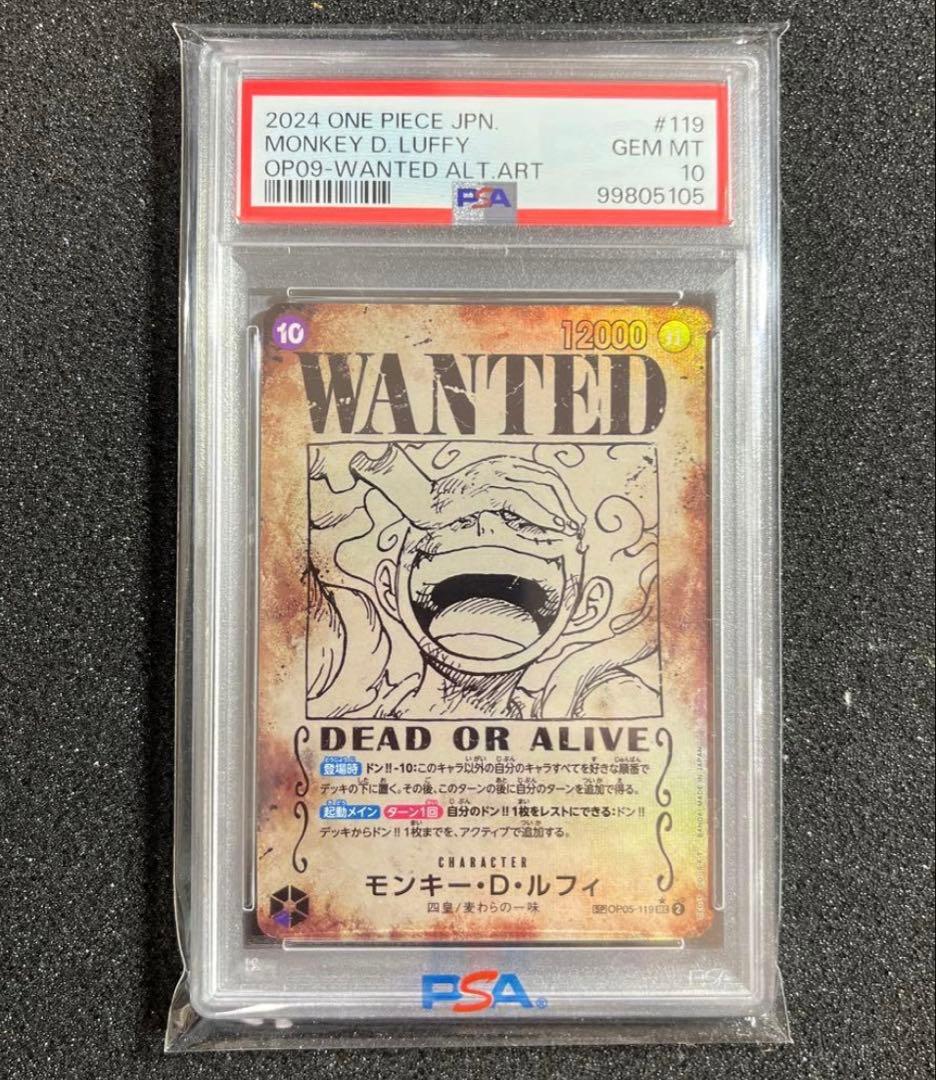 2024 ONE PIECE JPN. #119
MONKEY D. LUFFY GEM MT
OP09-WANTED ALT.ART 10
PSA 99805105
10 12000
WANTED
DEAD OR ALIVE
登場時 ドン!!-10:このキャラ以外の自分のキャラすべてを好きな順番で
デッキの下に置く。その後、このターンの後に自分のターンを追加で得る。
起動メイン ターン1回 自分のドン!!1枚をレストにできる:ドン!!
デッキからドン!!1枚までを、アクティブで追加する。
CHARACTER
モンキー・D・ルフィ
四皇/麦わらの一味
SP OP05-119 SEC 2
BANDAI MADE IN JAPAN
PSA®